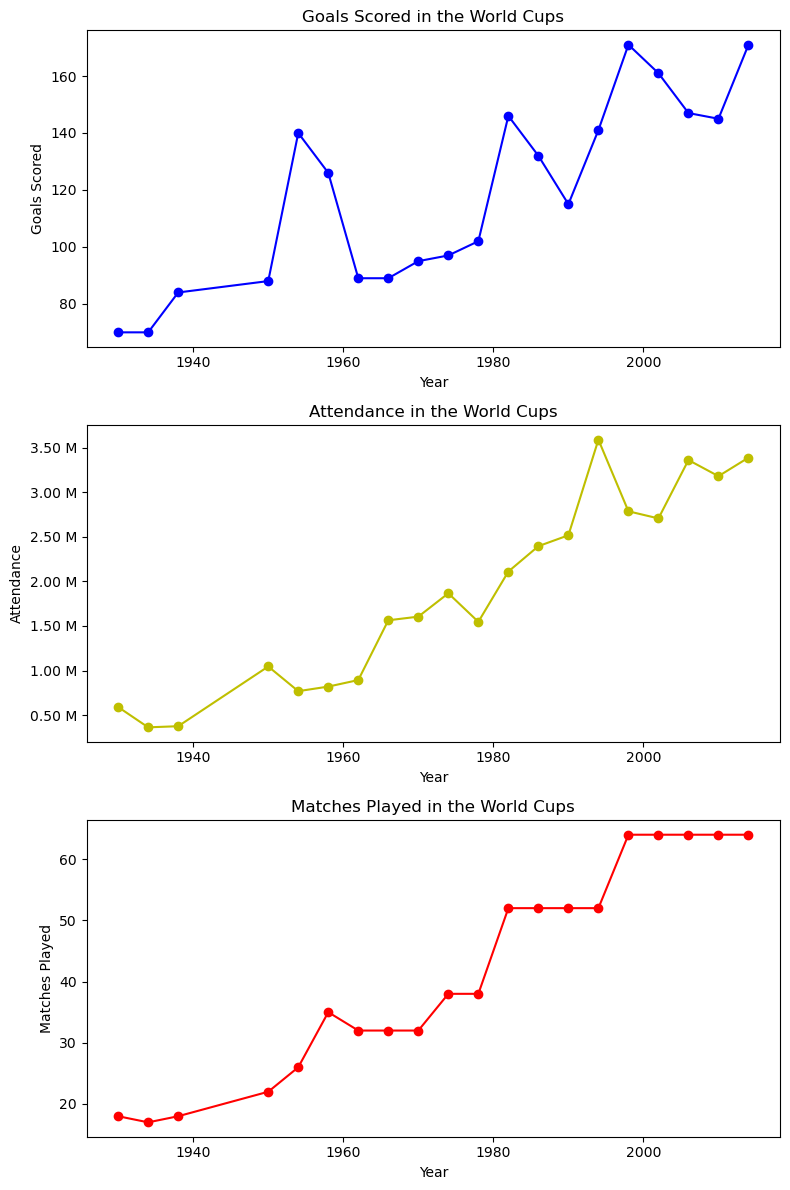 Goals Scored in the World Cups
160
140
120
100
80
Goals Scored
1940 1960 1980 2000
Year
Attendance in the World Cups
3.50 M
3.00 M
2.50 M
2.00 M
1.50 M
1.00 M
0.50 M
Attendance
1940 1960 1980 2000
Year
Matches Played in the World Cups
60
50
40
30
20
Matches Played
1940 1960 1980 2000
Year